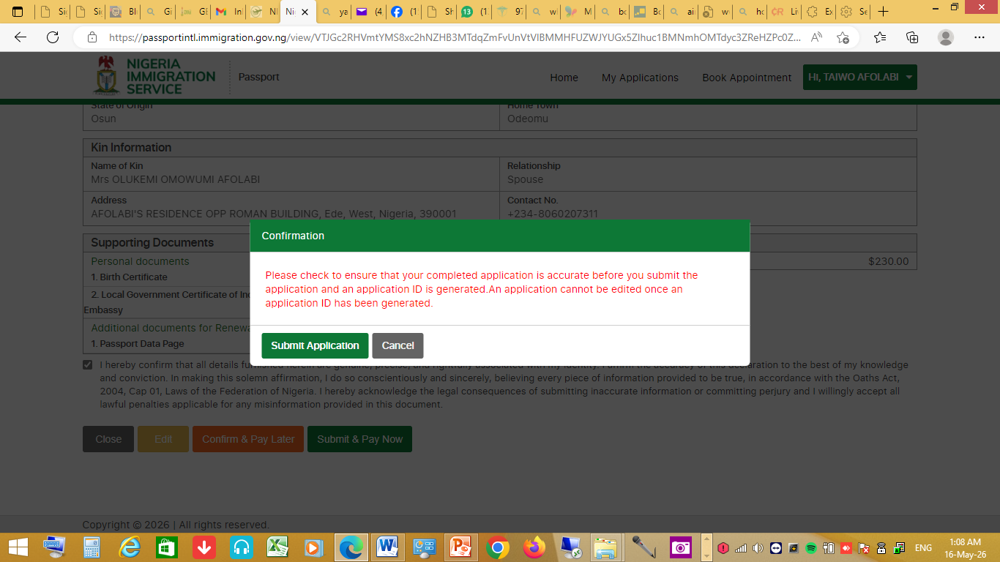 Si
Si
Bl
Gi
GE
In
NI
Ni
ya
(4
(1
Sh
13
(1
97
w
M
bo
Bo
ai
w
ho
Li
Ex
Se
https://passportintl.immigration.gov.ng/view/VTJGc2RHVmtYMS8xc2hNZHB3MTdqZmFvUnVtVlBMMHFUZWJYUGx5Zlhuc1BMNmhOMTdyc3ZReHZPc0Z...
NIGERIA
IMMIGRATION
SERVICE
Passport
Home
My Applications
Book Appointment
Hi, TAIWO AFOLABI
State of Origin
Home Town
Osun
Odeomu
Kin Information
Name of Kin
Relationship
Mrs OLUKEMI OMOWUMI AFOLABI
Spouse
Address
Contact No.
AFOLABI'S RESIDENCE OPP ROMAN BUILDING, Ede, West, Nigeria, 390001
+234-8060207311
Supporting Documents
Personal documents
$230.00
1. Birth Certificate
2. Local Government Certificate of
Embassy
Additional documents for
1. Passport Data Page
Confirmation
Please check to ensure that your completed application is accurate before you submit the
application and an application ID is generated.An application cannot be edited once an
application ID has been generated.
Submit Application
Cancel
I hereby confirm that all details furnished herein are genuine, precise, and rightfully associated with my identity. I affirm the accuracy of this declaration to the best of my knowledge
and conviction. In making this solemn affirmation, I do so conscientiously and sincerely, believing every piece of information provided to be true, in accordance with the Oaths Act,
2004, Cap 01, Laws of the Federation of Nigeria. I hereby acknowledge the legal consequences of submitting inaccurate information or committing perjury and I willingly accept all
lawful penalties applicable for any misinformation provided in this document.
Close
Edit
Confirm & Pay Later
Submit & Pay Now
Copyright © 2026 | All rights reserved.
ENG
1:08 AM
16-May-26